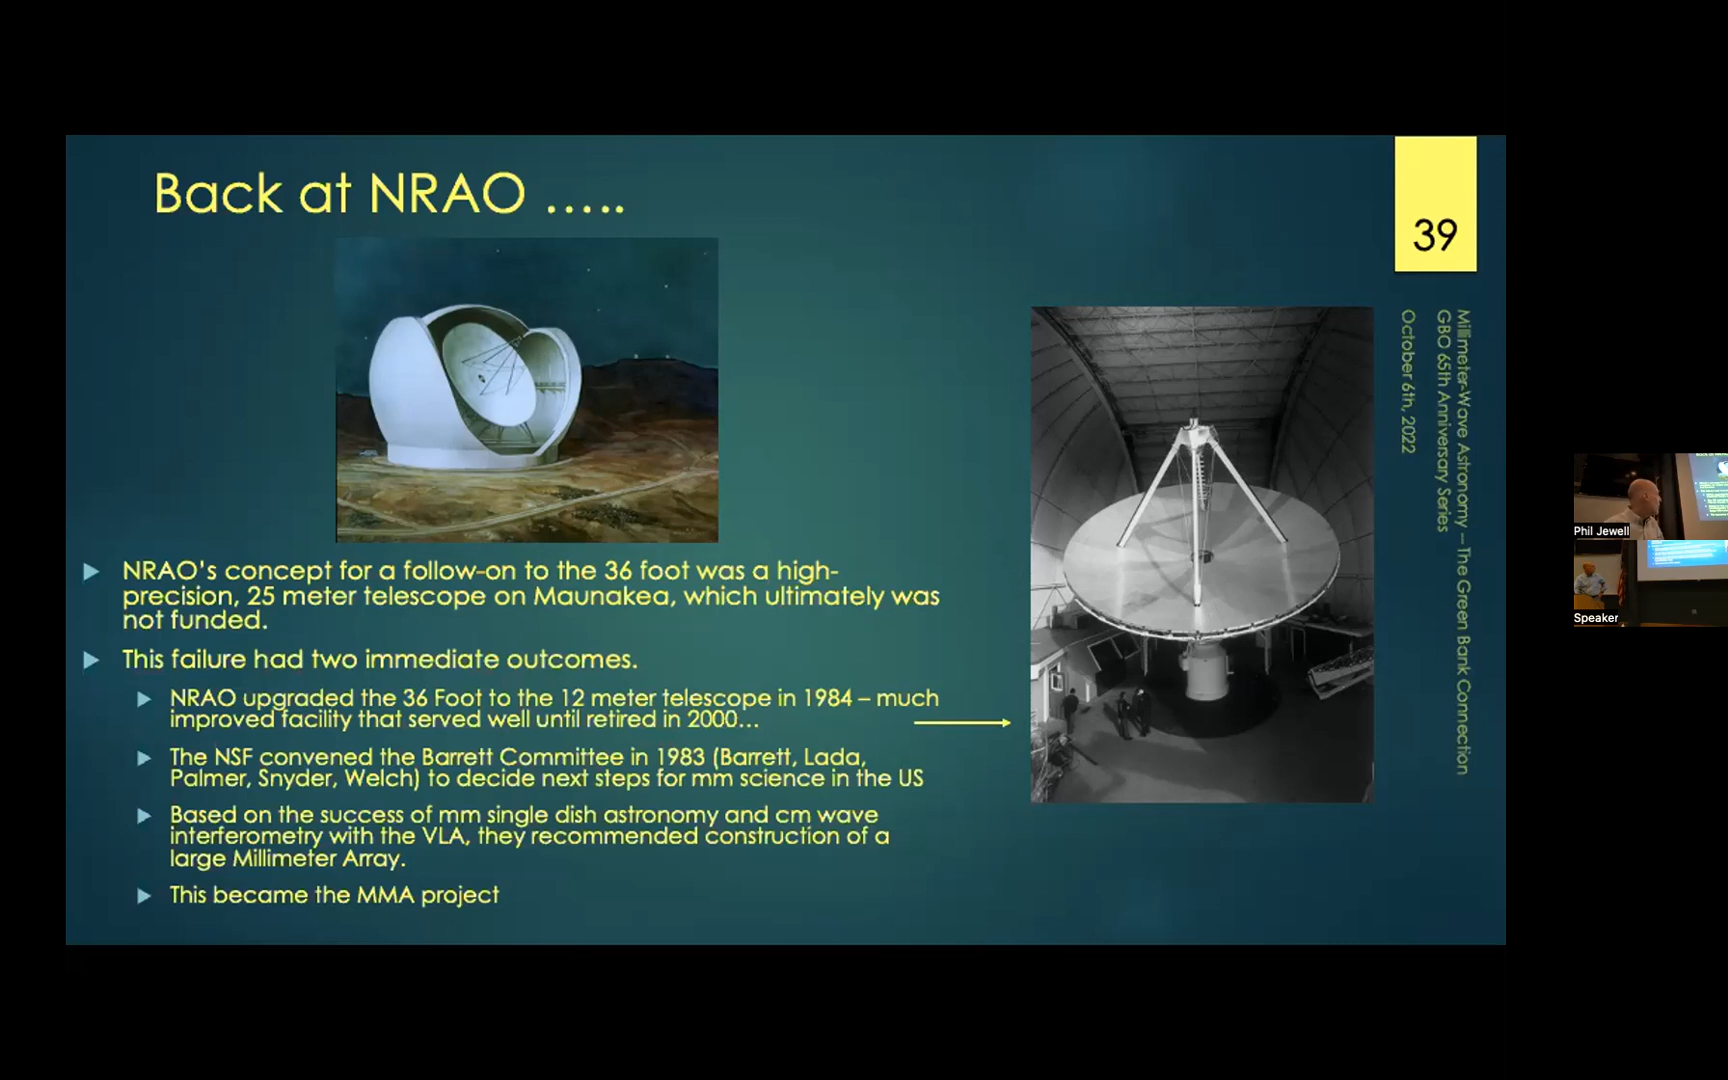 Back at NRAO .....
39
Millimeter-Wave Astronomy – The Green Bank Connection
GBO 65th Anniversary Series
October 6th, 2022
NRAO's concept for a follow-on to the 36 foot was a high-
precision, 25 meter telescope on Maunakea, which ultimately was
not funded.
This failure had two immediate outcomes.
NRAO upgraded the 36 Foot to the 12 meter telescope in 1984 – much
improved facility that served well until retired in 2000...
The NSF convened the Barrett Committee in 1983 (Barrett, Lada,
Palmer, Snyder, Welch) to decide next steps for mm science in the US
Based on the success of mm single dish astronomy and cm wave
interferometry with the VLA, they recommended construction of a
large Millimeter Array.
This became the MMA project
Phil Jewell
Speaker